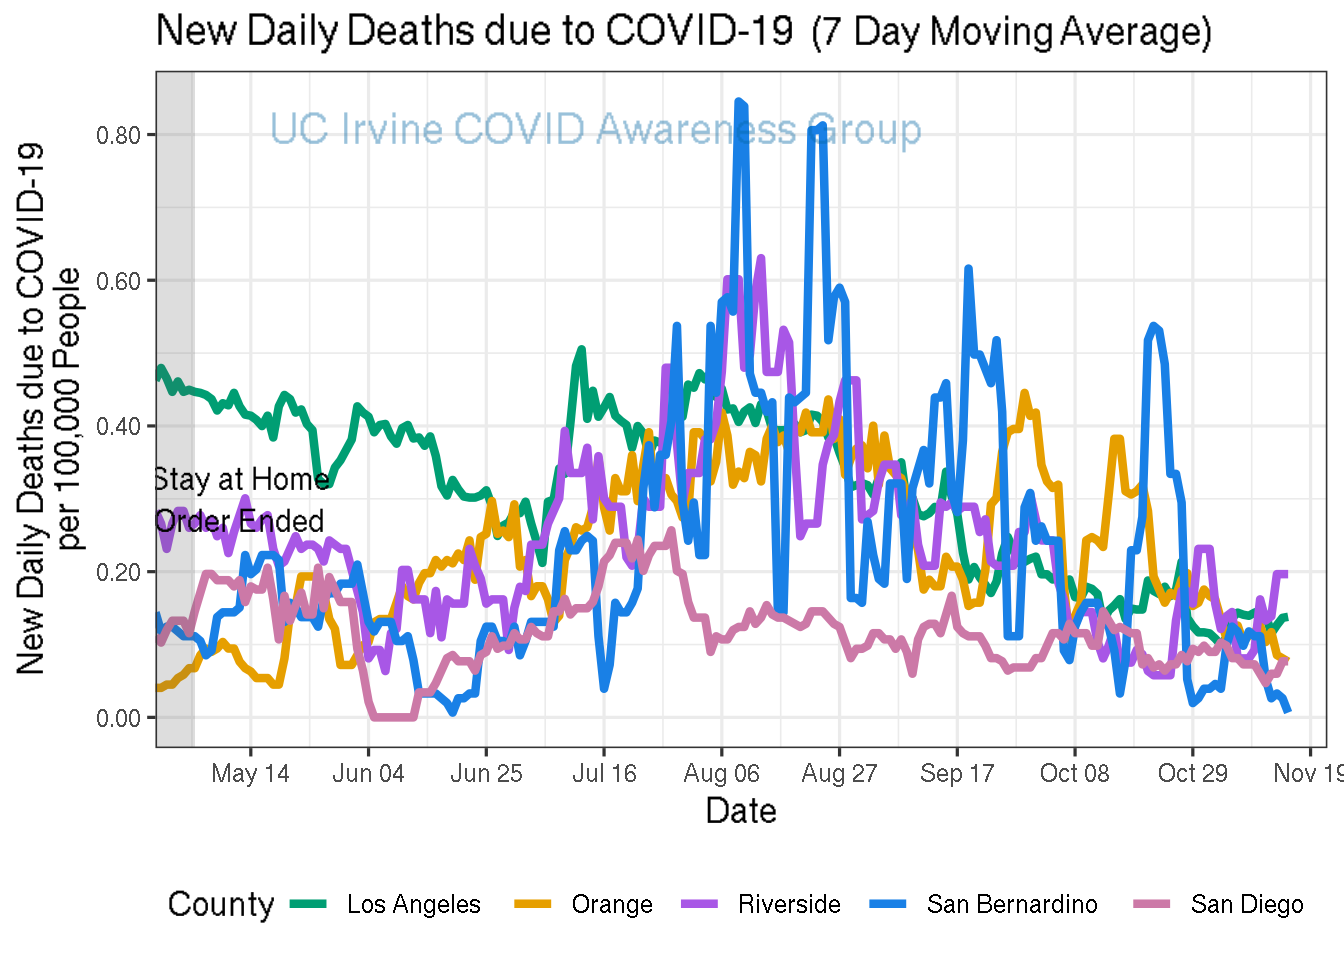 New Daily Deaths due to COVID-19 (7 Day Moving Average)
UC Irvine COVID Awareness Group
New Daily Deaths due to COVID-19
per 100,000 People
0.80
0.60
0.40
0.20
0.00
Stay at Home
Order Ended
May 14 Jun 04 Jun 25 Jul 16 Aug 06 Aug 27 Sep 17 Oct 08 Oct 29 Nov 19
Date
County Los Angeles Orange Riverside San Bernardino San Diego